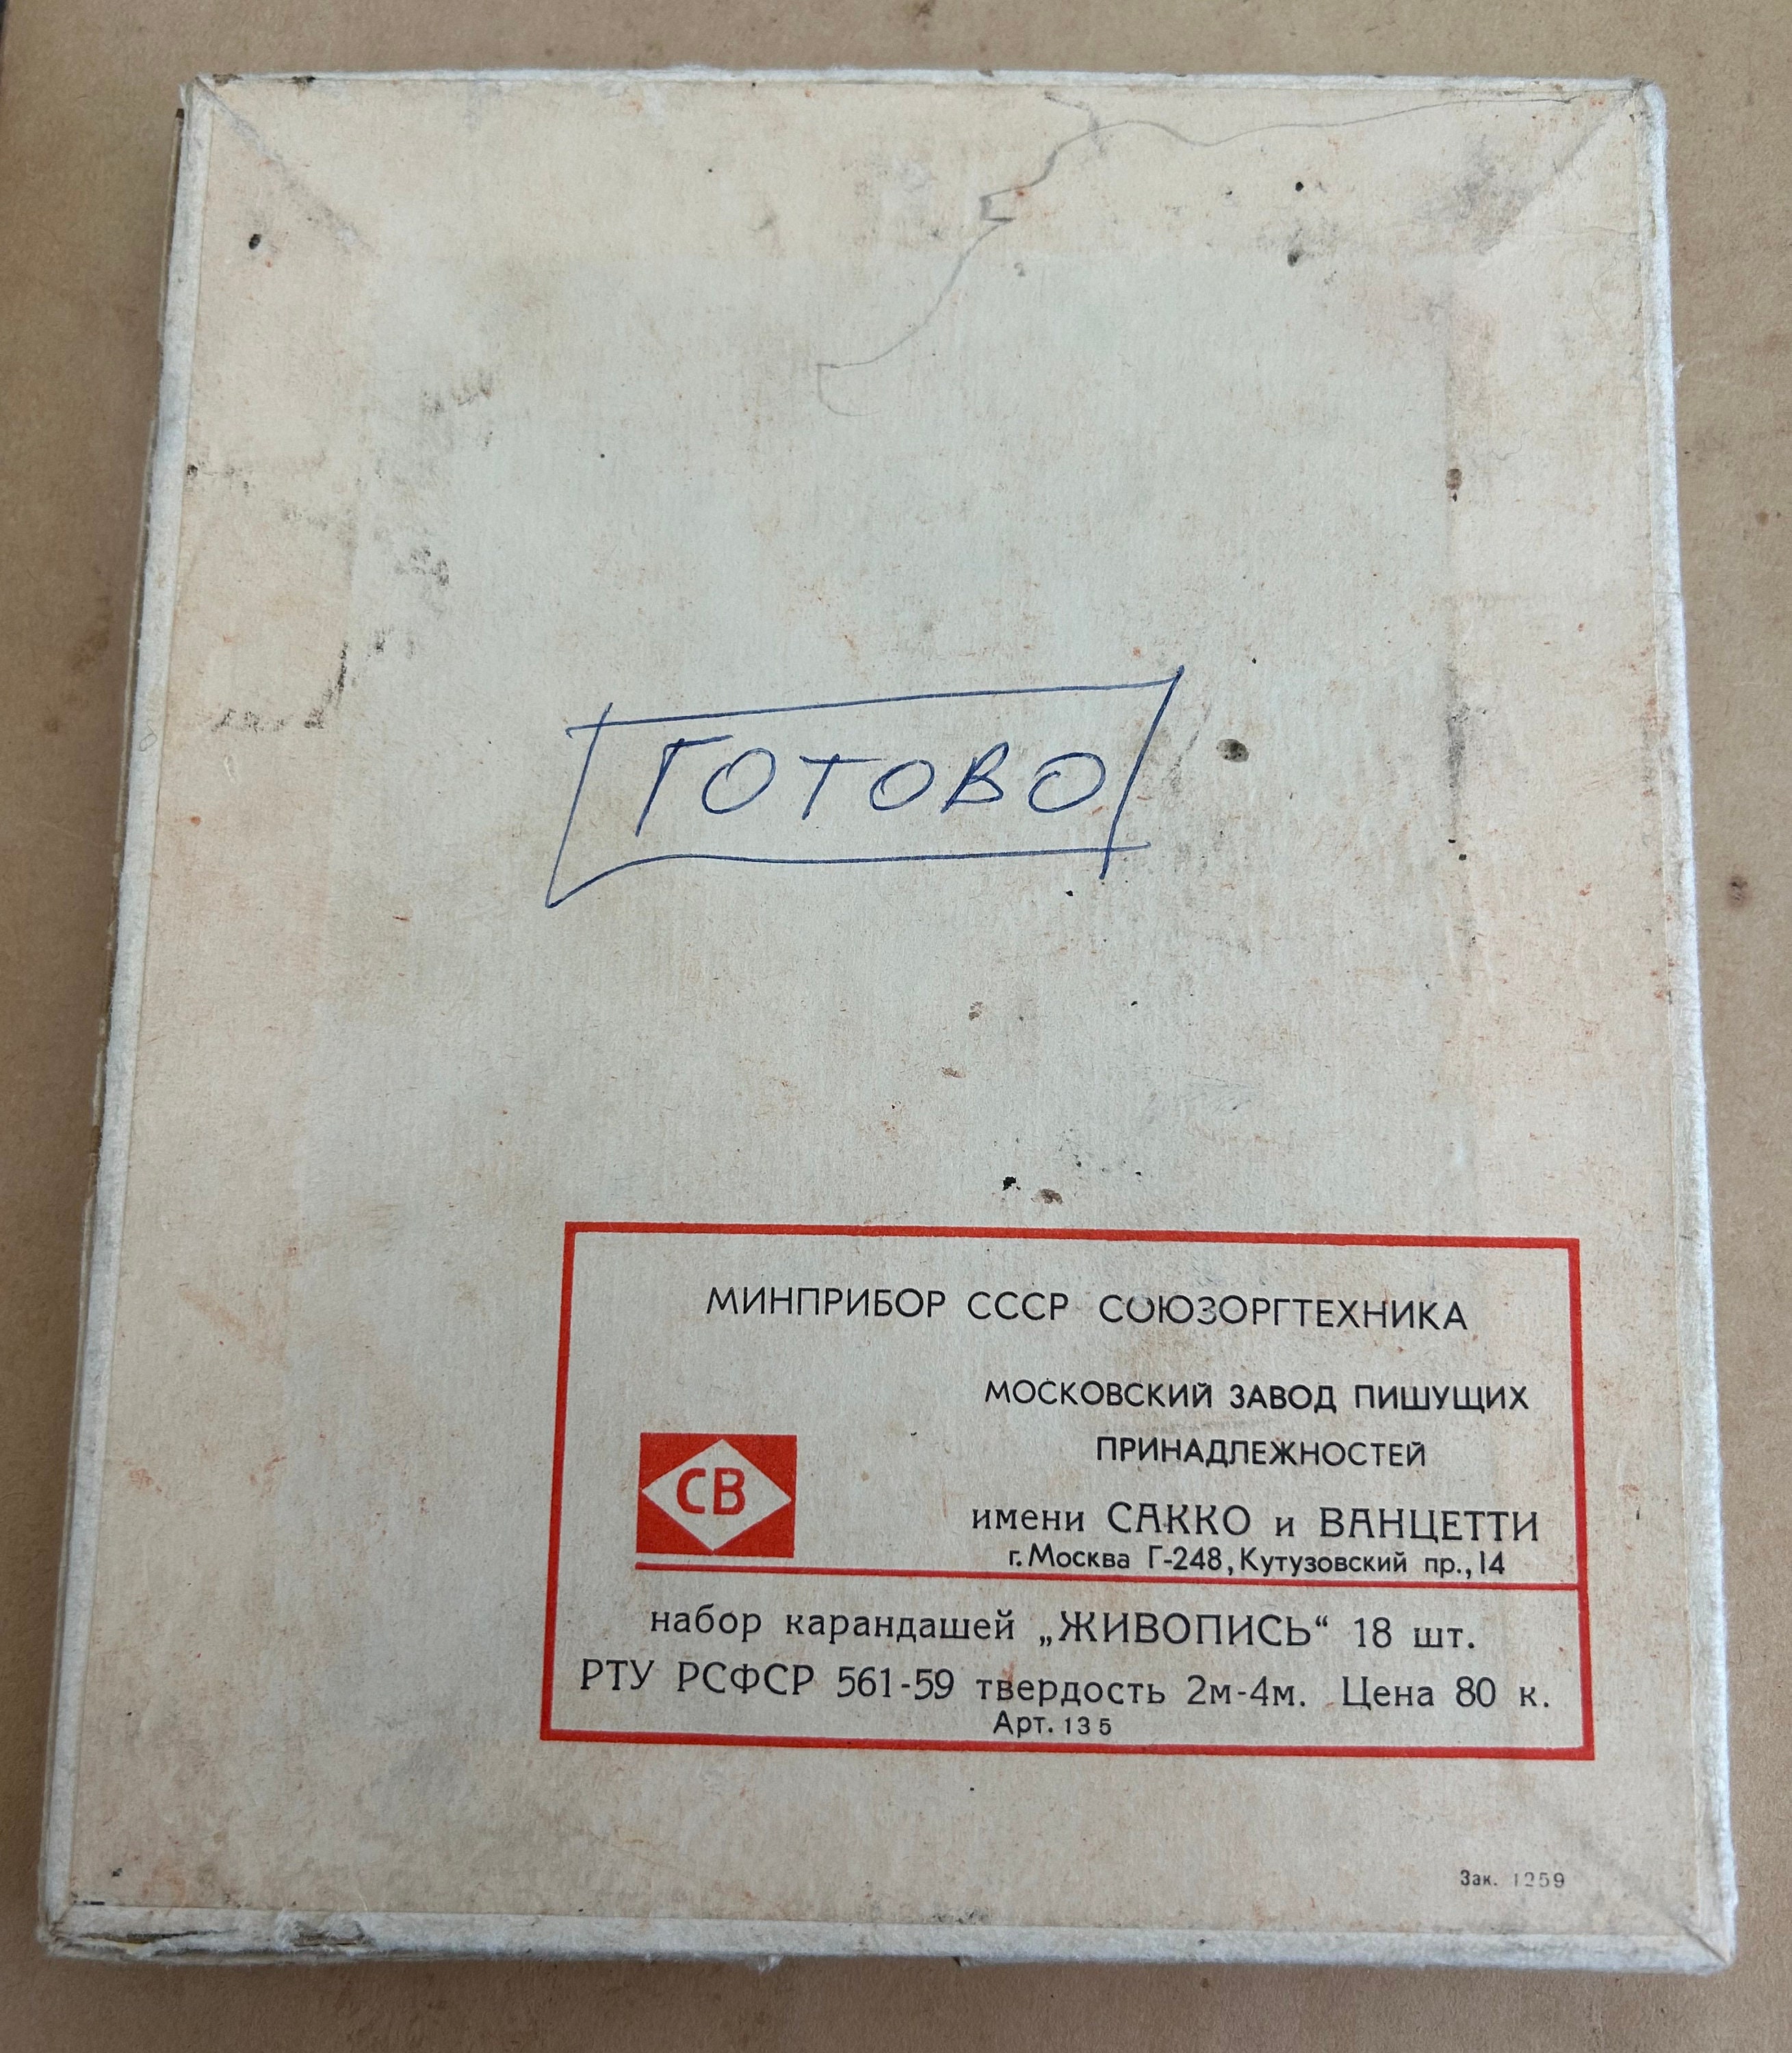 ГОТОВО
МИНПРИБОР СССР СОЮЗОРГТЕХНИКА
МОСКОВСКИЙ ЗАВОД ПИШУЩИХ
ПРИНАДЛЕЖНОСТЕЙ
СВ
имени САККО и ВАНЦЕТТИ
г. Москва Г-248, Кутузовский пр., 14
набор карандашей „ЖИВОПИСЬ“ 18 шт.
РТУ РСФСР 561-59 твердость 2м-4м. Цена 80 к.
Арт. 135
Зак. 1259